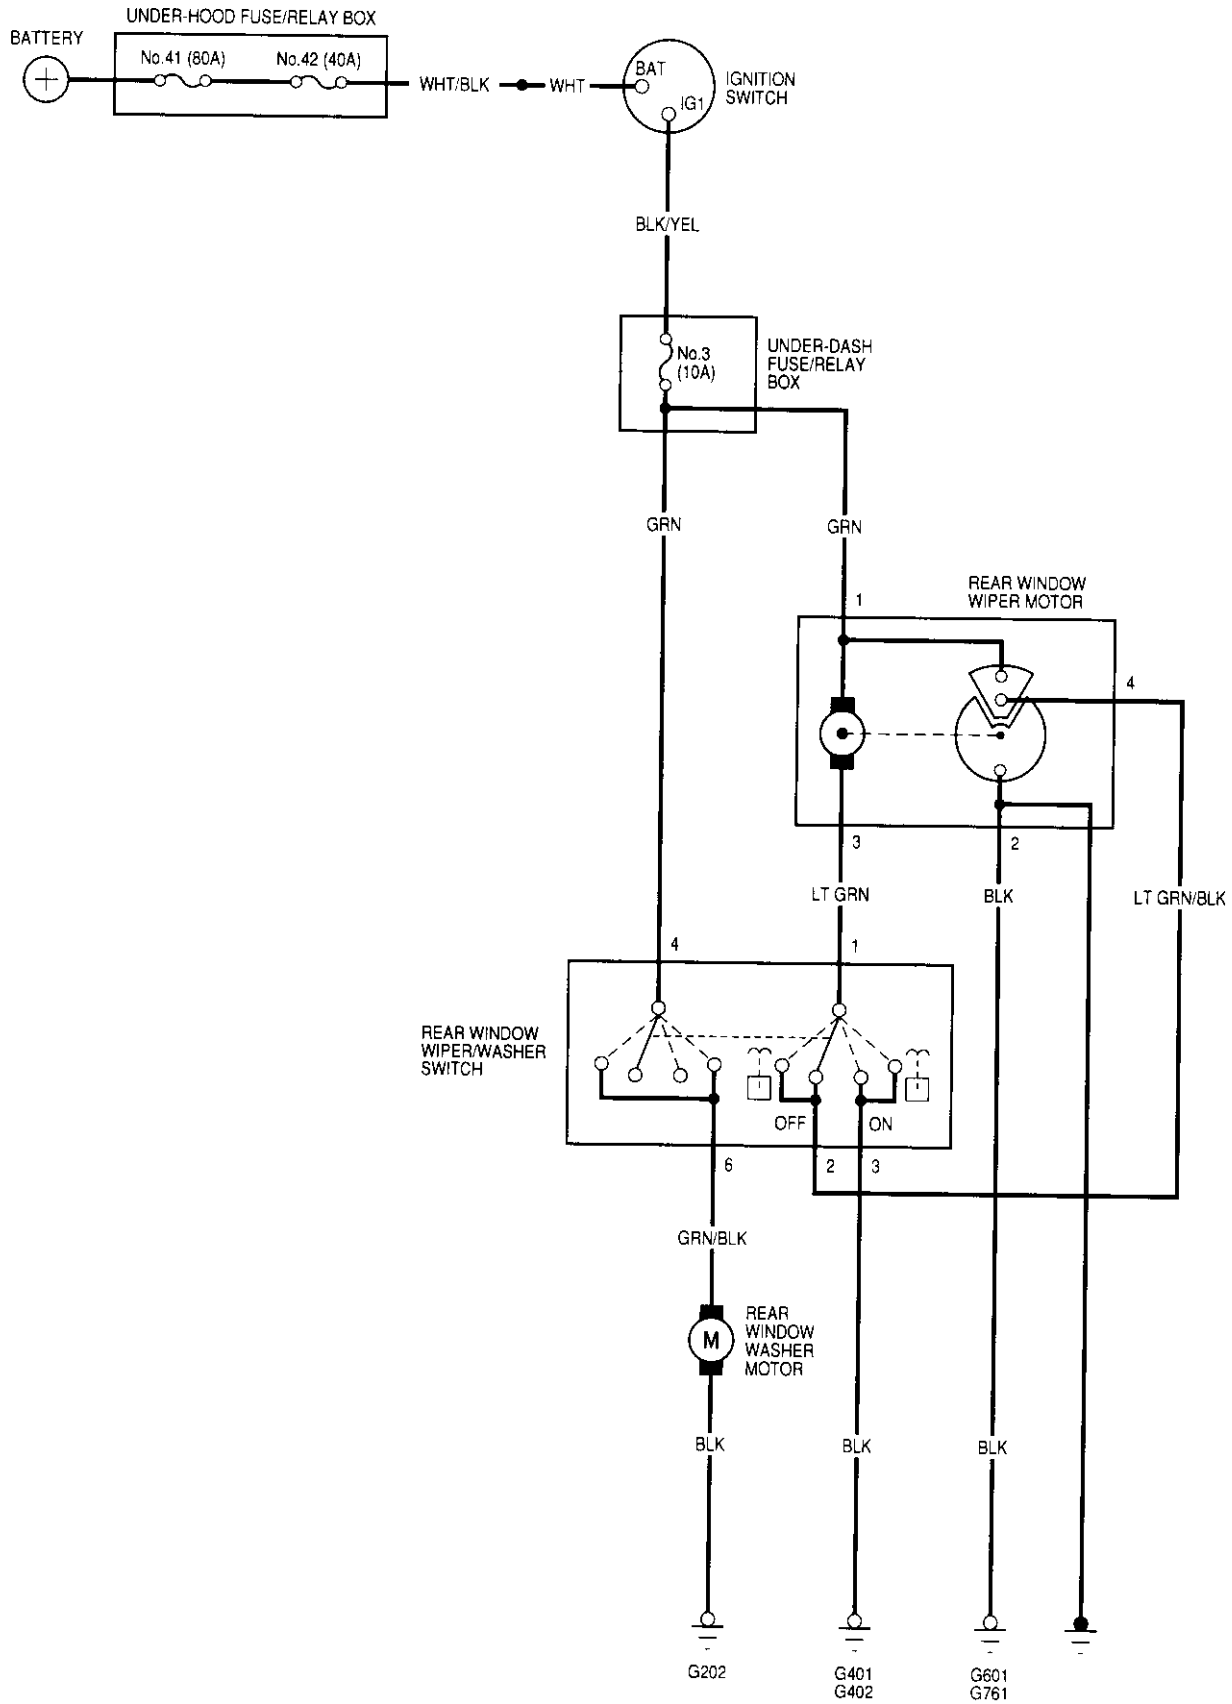 UNDER-HOOD FUSE/RELAY BOX
BATTERY
No.41 (80A)
No.42 (40A)
WHT/BLK
WHT
BAT
IG1
IGNITION
SWITCH
BLK/YEL
No.3
(10A)
UNDER-DASH
FUSE/RELAY
BOX
GRN
GRN
REAR WINDOW
WIPER MOTOR
1
4
3
2
LT GRN
BLK
LT GRN/BLK
4
1
REAR WINDOW
WIPER/WASHER
SWITCH
OFF
ON
6
2
3
GRN/BLK
M
REAR
WINDOW
WASHER
MOTOR
BLK
BLK
BLK
G202
G401
G402
G601
G761